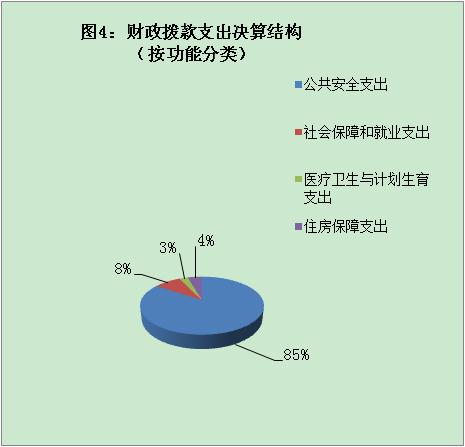 图4：财政拨款支出决算结构
（按功能分类）
公共安全支出
社会保障和就业支出
医疗卫生与计划生育
支出
住房保障支出
4%
3%
8%
85%